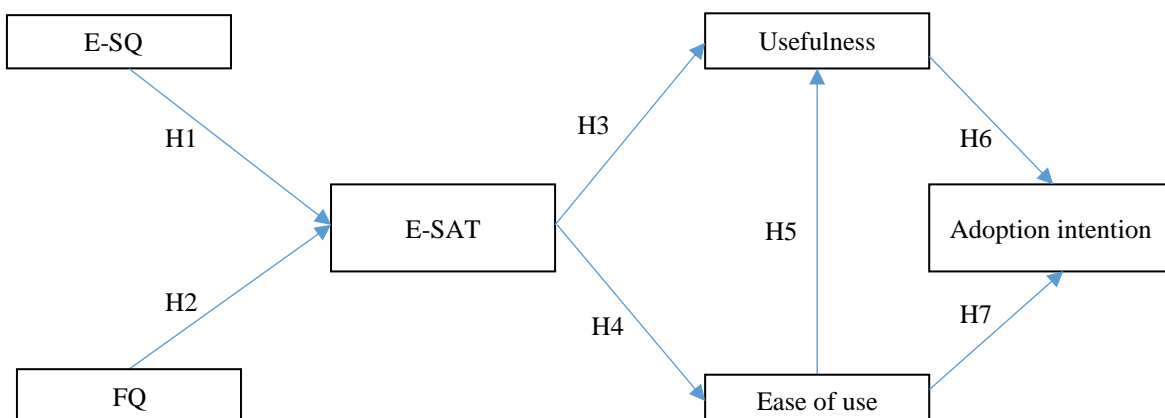 E-SQ
Usefulness
H1
H3
H6
E-SAT
H5
Adoption intention
H2
H4
H7
FQ
Ease of use